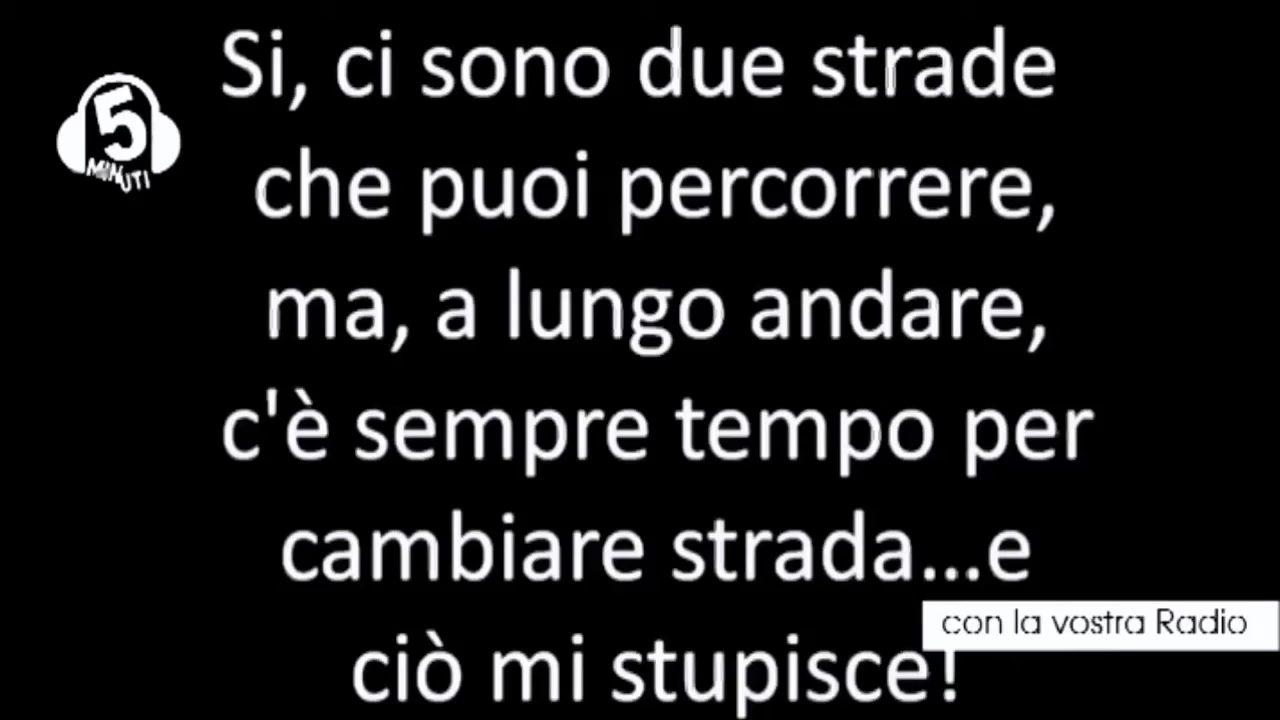 Si, ci sono due strade
5
MINUTI
che puoi percorrere,
ma, a lungo andare,
c'è sempre tempo per
cambiare strada...e
con la vostra Radio
ciò mi stupisce!